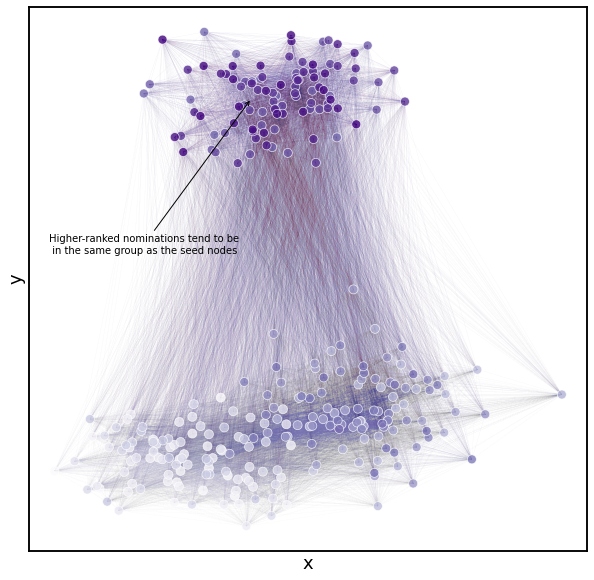 Higher-ranked nominations tend to be
in the same group as the seed nodes
y
x